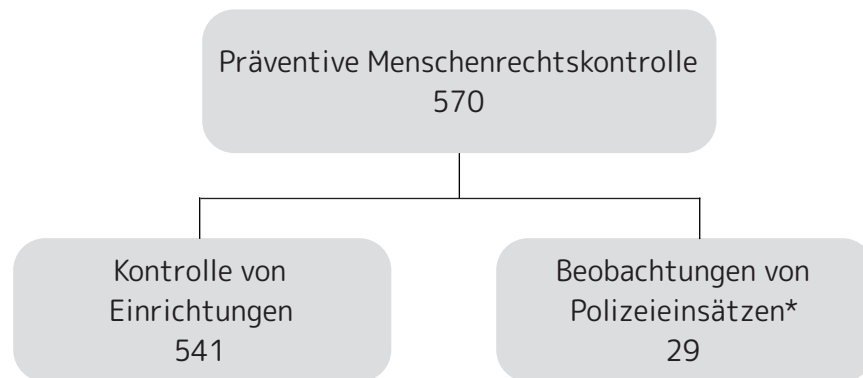 Präventive Menschenrechtskontrolle
570
Kontrolle von
Einrichtungen
541
Beobachtungen von
Polizeieinsätzen*
29